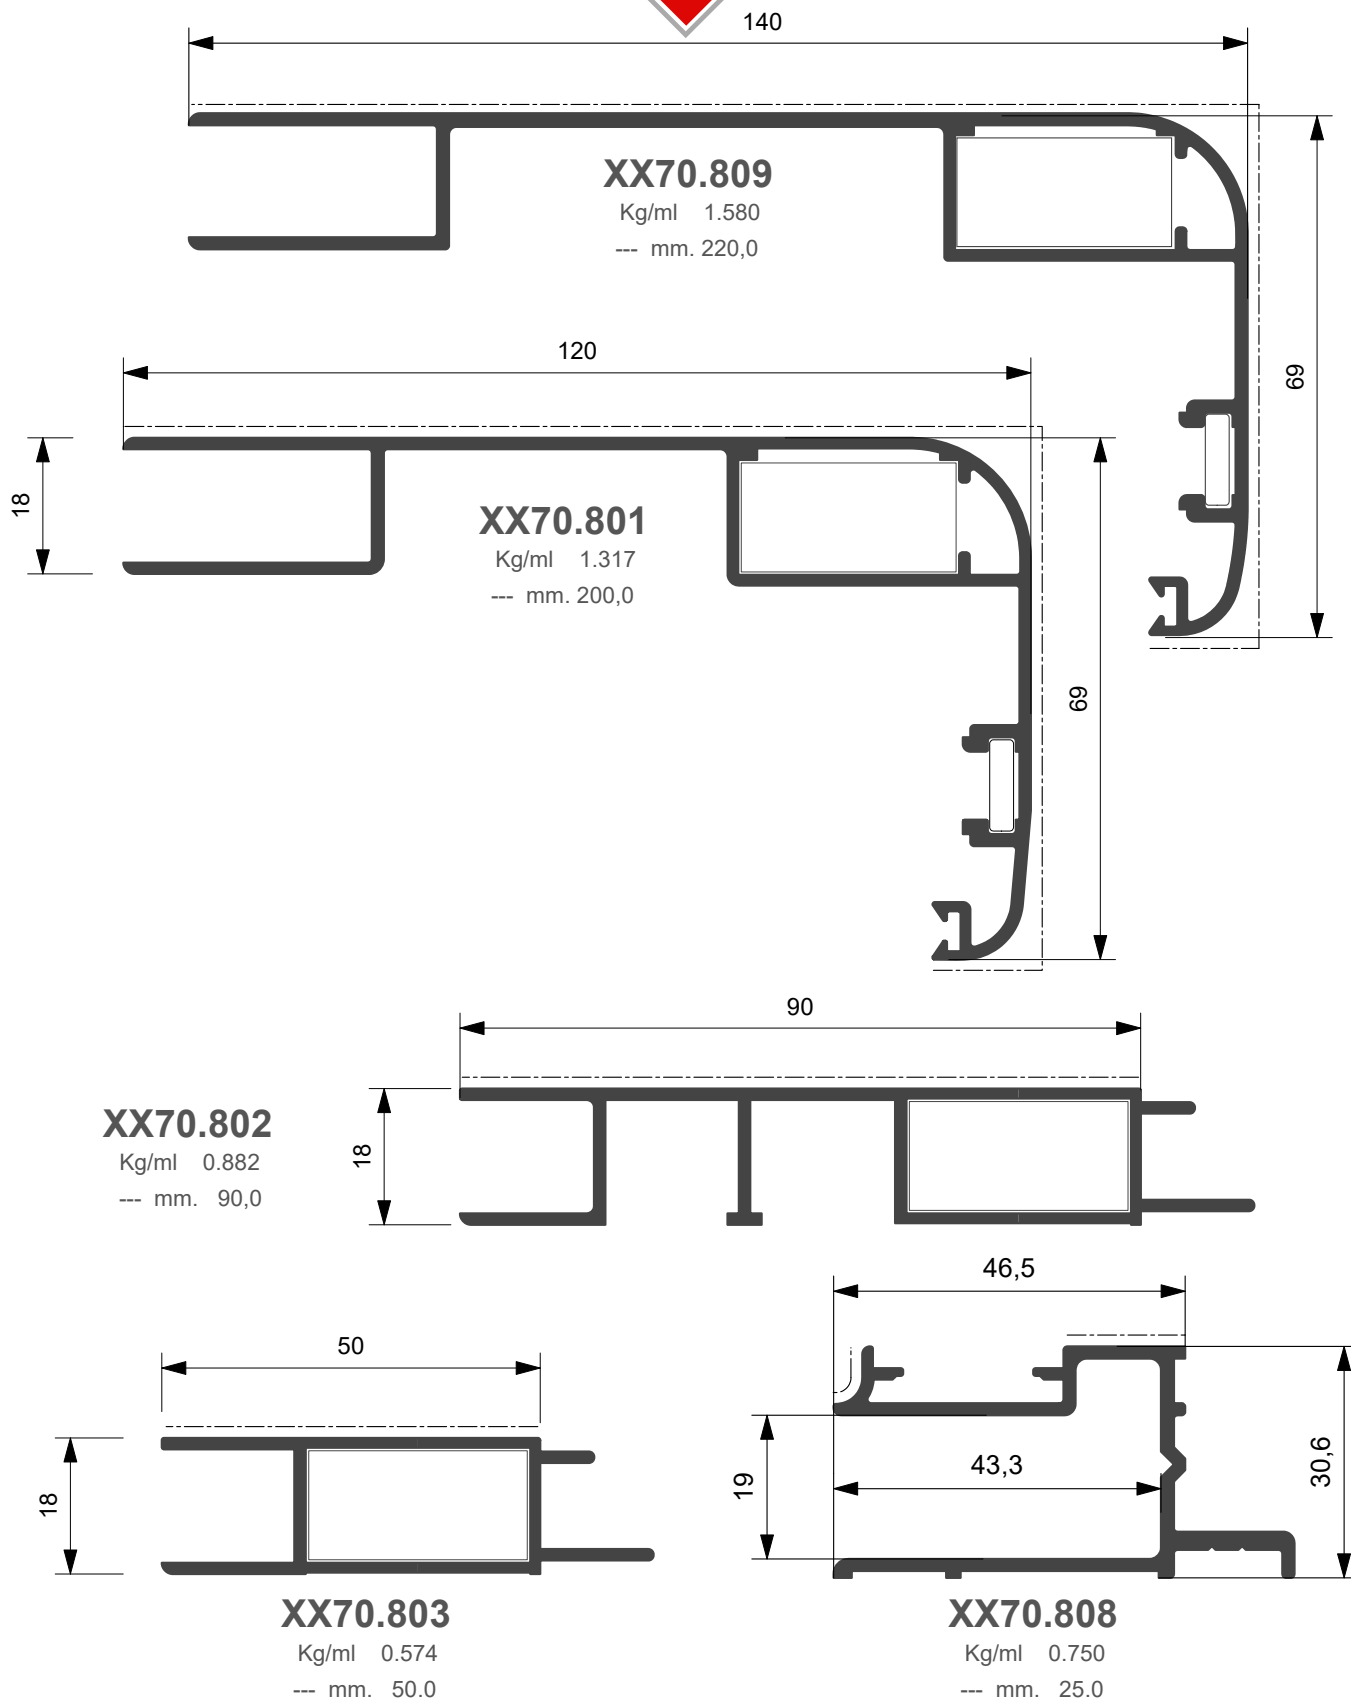 140
XX70.809
Kg/ml 1.580
--- mm. 220,0
69
120
18
XX70.801
Kg/ml 1.317
--- mm. 200,0
69
90
XX70.802
Kg/ml 0.882
--- mm. 90,0
18
46,5
50
18
19
43,3
30,6
XX70.803
Kg/ml 0.574
--- mm. 50.0
XX70.808
Kg/ml 0.750
--- mm. 25.0